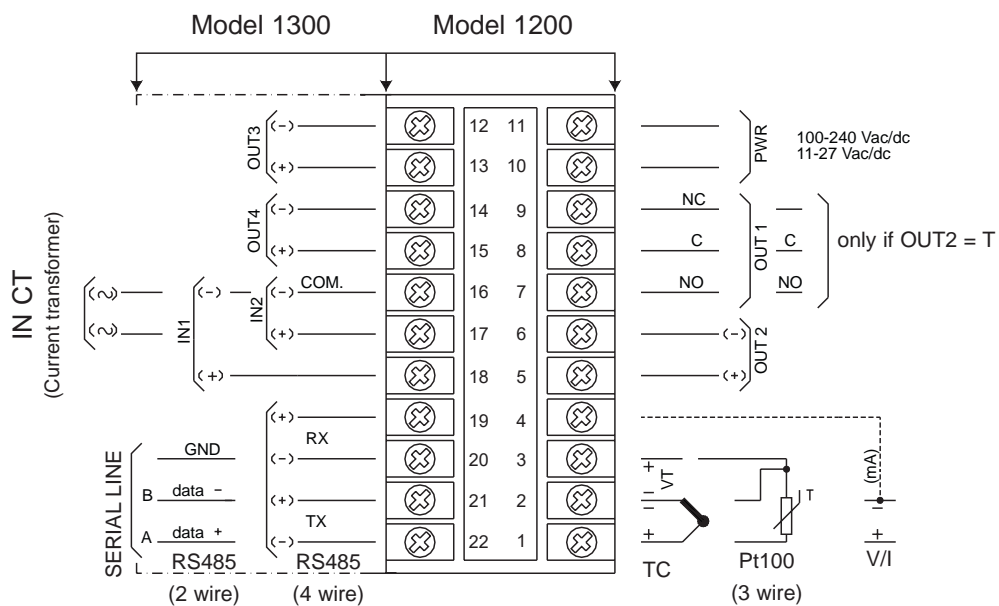 Model 1300 Model 1200
OUT3 (-) 12 11 PWR 100-240 Vac/dc
(+) 13 10 11-27 Vac/dc
OUT4 (-) 14 9 NC OUT 1
(+) 15 8 C C only if OUT2 = T
IN CT
(Current transformer)
(~) IN1 (-) IN2 (-) COM. 16 7 NO NO
(~) (+) 17 6 (-) OUT 2
(+) 18 5 (+)
SERIAL LINE
(+) RX 19 4 (mA)
GND (-) 20 3 + VT
B data - (+) TX 21 2 - - T -
A data + (-) 22 1 + +
RS485 RS485 TC Pt100 V/I
(2 wire) (4 wire) (3 wire)